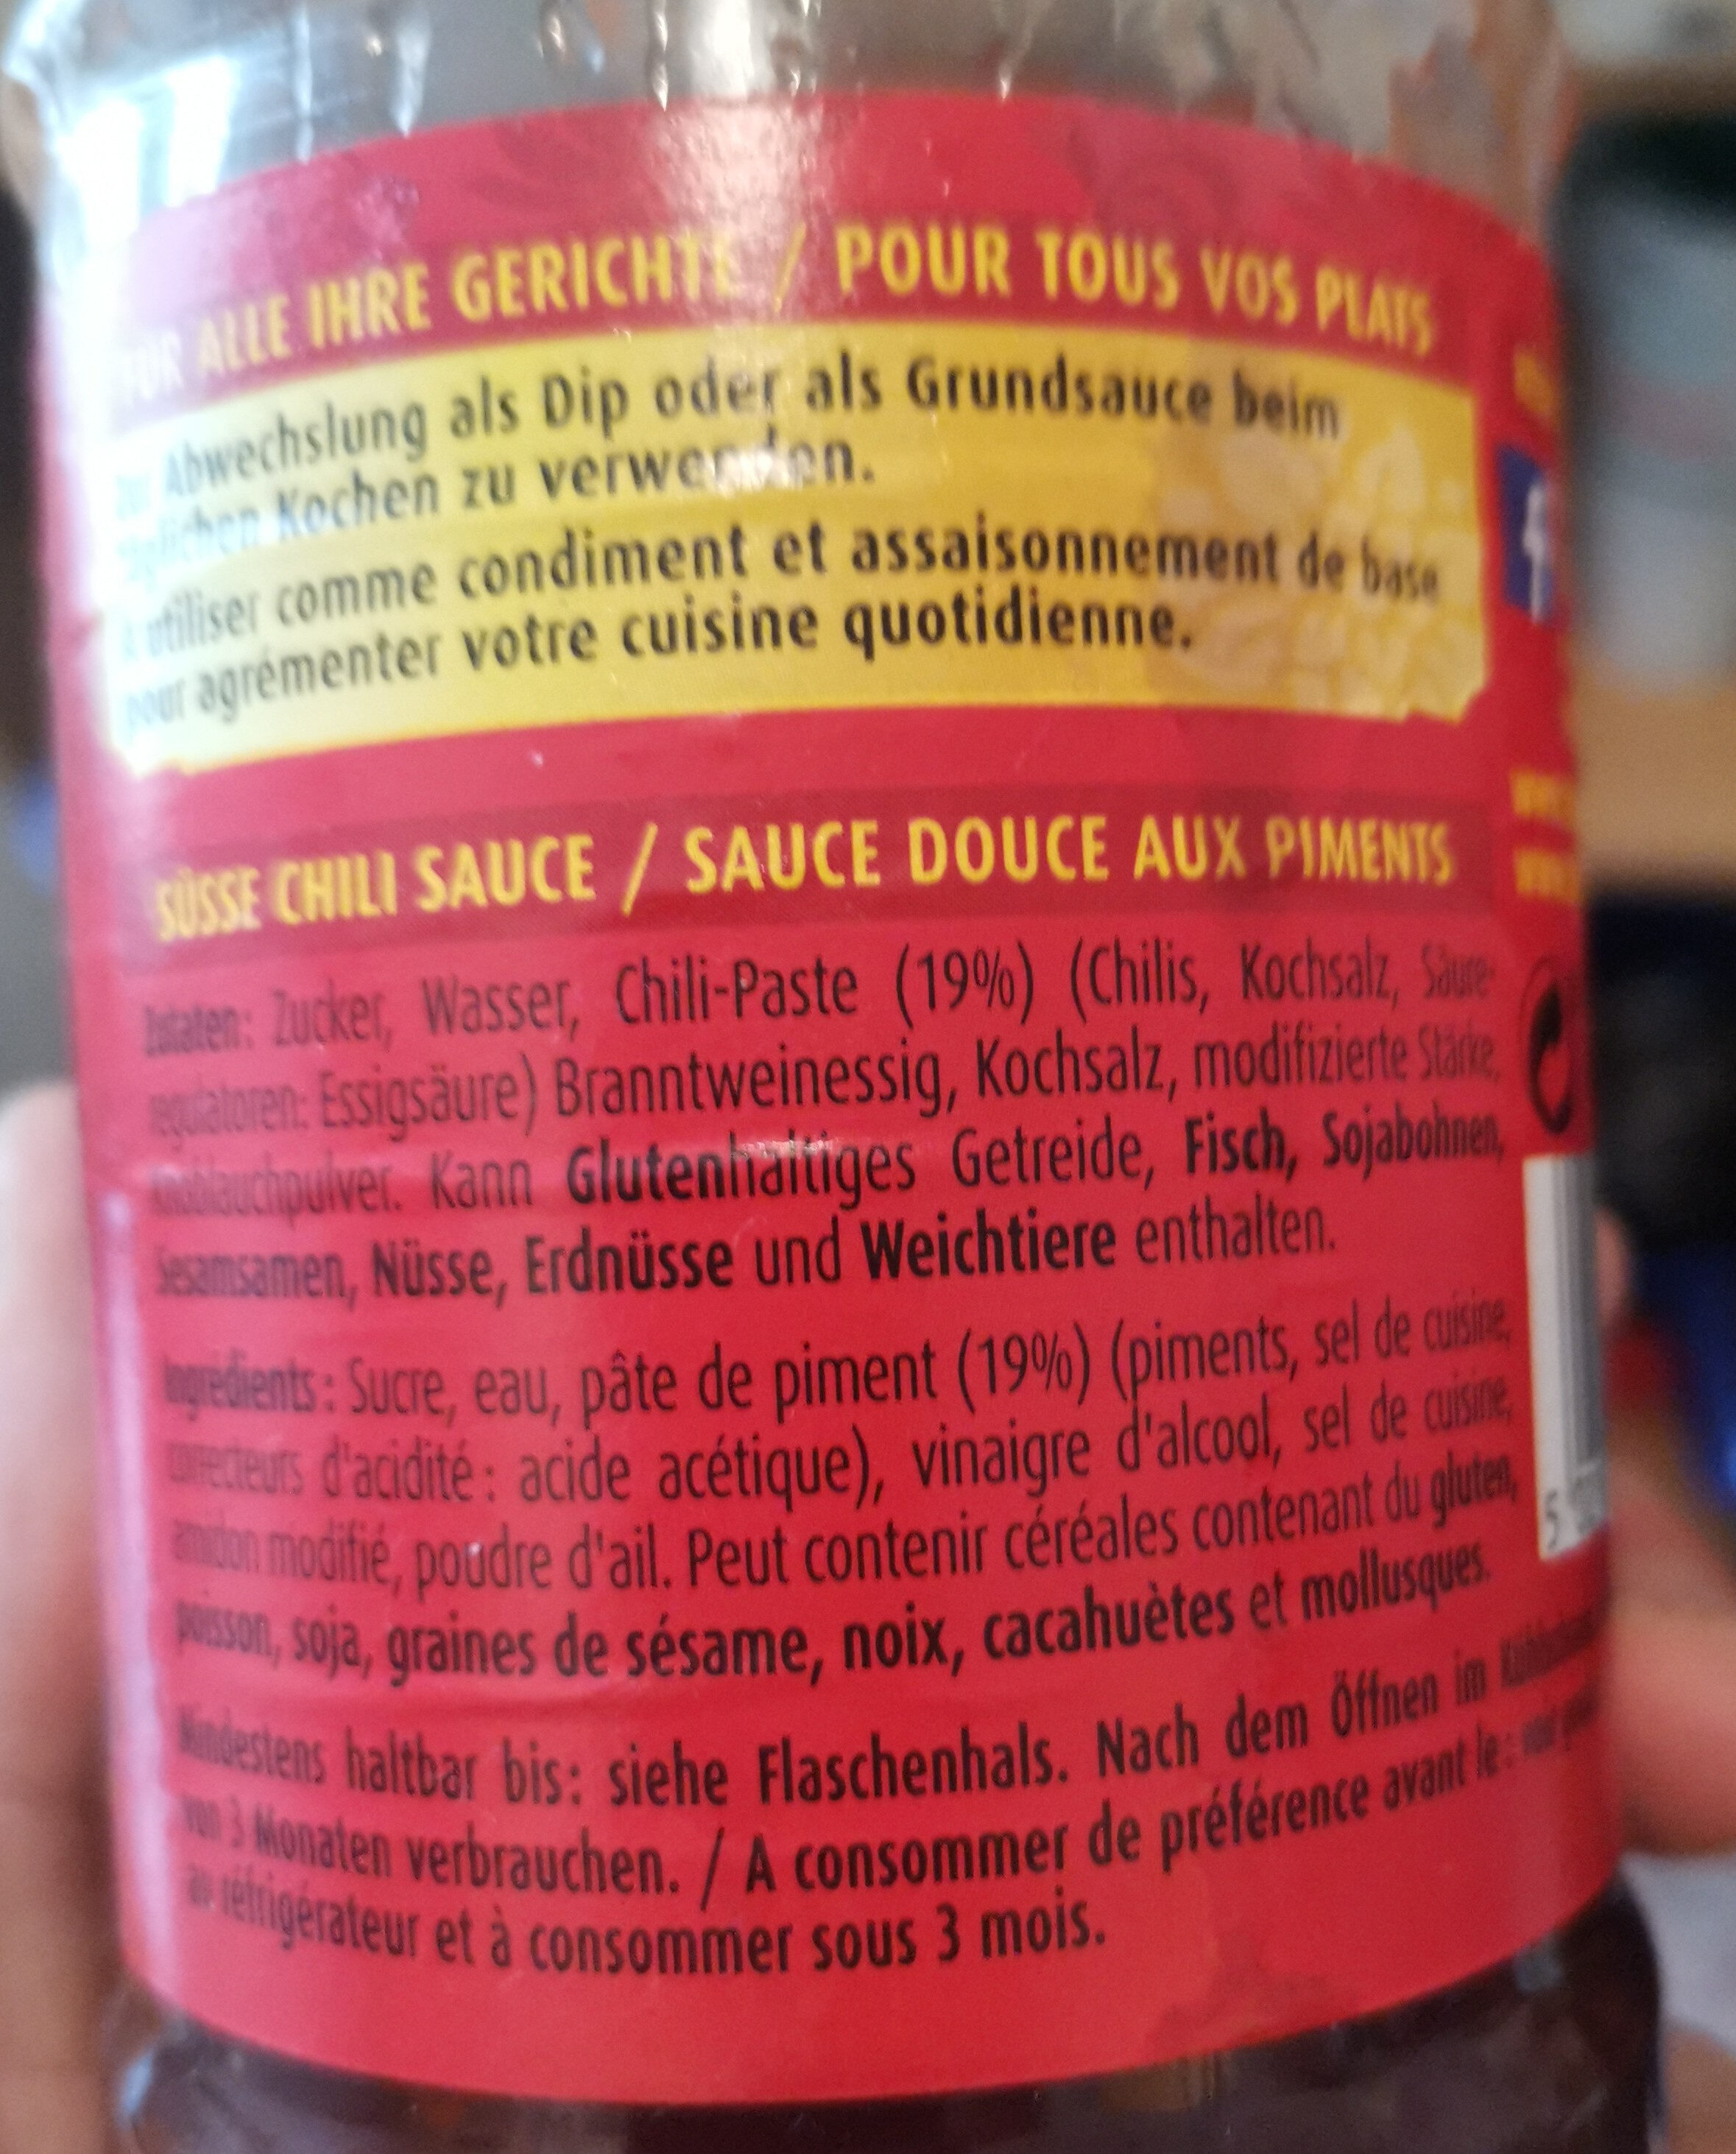 FÜR ALLE IHRE GERICHTE / POUR TOUS VOS PLATS
Abwechslung als Dip oder als Grundsauce beim
Kochen zu verwenden.
utiliser comme condiment et assaisonnement de base
pour agrémenter votre cuisine quotidienne.
SÜSSE CHILI SAUCE / SAUCE DOUCE AUX PIMENTS
Zutaten: Zucker, Wasser, Chili-Paste (19%) (Chilis, Kochsalz, Säure-
regulatoren: Essigsäure) Branntweinessig, Kochsalz, modifizierte Stärke,
Knoblauchpulver. Kann Glutenhaltiges Getreide, Fisch, Sojabohnen,
Sesamsamen, Nüsse, Erdnüsse und Weichtiere enthalten.
Ingrédients : Sucre, eau, pâte de piment (19%) (piments, sel de cuisine,
correcteurs d'acidité : acide acétique), vinaigre d'alcool, sel de cuisine,
amidon modifié, poudre d'ail. Peut contenir céréales contenant du gluten,
poisson, soja, graines de sésame, noix, cacahuètes et mollusques.
Mindestens haltbar bis: siehe Flaschenhals. Nach dem Öffnen im
von 3 Monaten verbrauchen. / A consommer de préférence avant le :
au réfrigérateur et à consommer sous 3 mois.
f
5